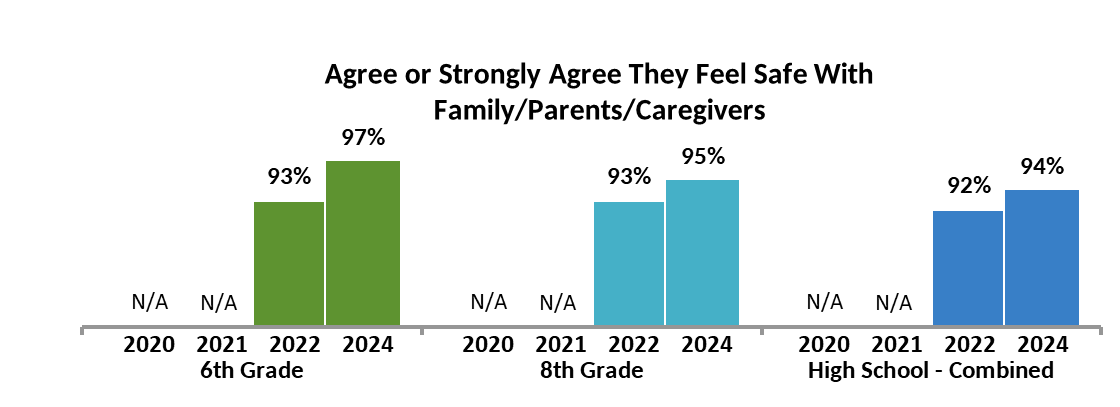 Agree or Strongly Agree They Feel Safe With
Family/Parents/Caregivers
97%
93%
N/A
N/A
93%
95%
N/A
N/A
92%
94%
N/A
N/A
2020 2021 2022 2024 2020 2021 2022 2024 2020 2021 2022 2024
6th Grade 8th Grade High School - Combined